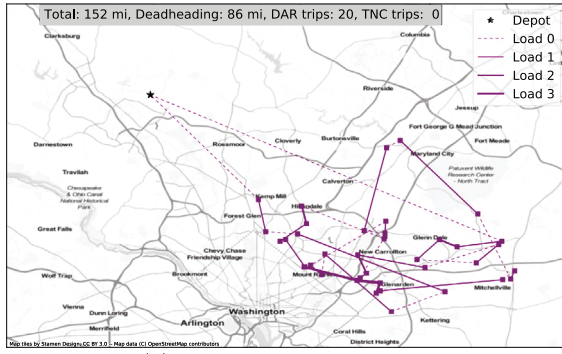 Total: 152 mi, Deadheading: 86 mi, DAR trips: 20, TNC trips: 0
Clarksburg
Columbia
Depot
Load 0
Load 1
Load 2
Load 3
Riverside
Jessup
Fort George G Mead Junction
Fort Meade
Burtonsville
Cloverly
Rossmoor
Darnestown
Maryland City
Travilah
Calverton
Patuxent Wildlife
Research Center
- North Tract
Chesapeake
& Ohio Canal
National Historical
Park
Kemp Mill
Hillandale
Forest Glen
Great Falls
Glenn Dale
Chevy Chase
Friendship Village
New Carrollton
Wolf Trap
Brookmont
Mount R
Glenarden
Mitchellville
Vienna
Dunn Loring
Washington
Arlington
Kettering
Merrifield
Coral Hills
District Heights
Map tiles by Stamen Design, CC BY 3.0 -- Map data (C) OpenStreetMap contributors